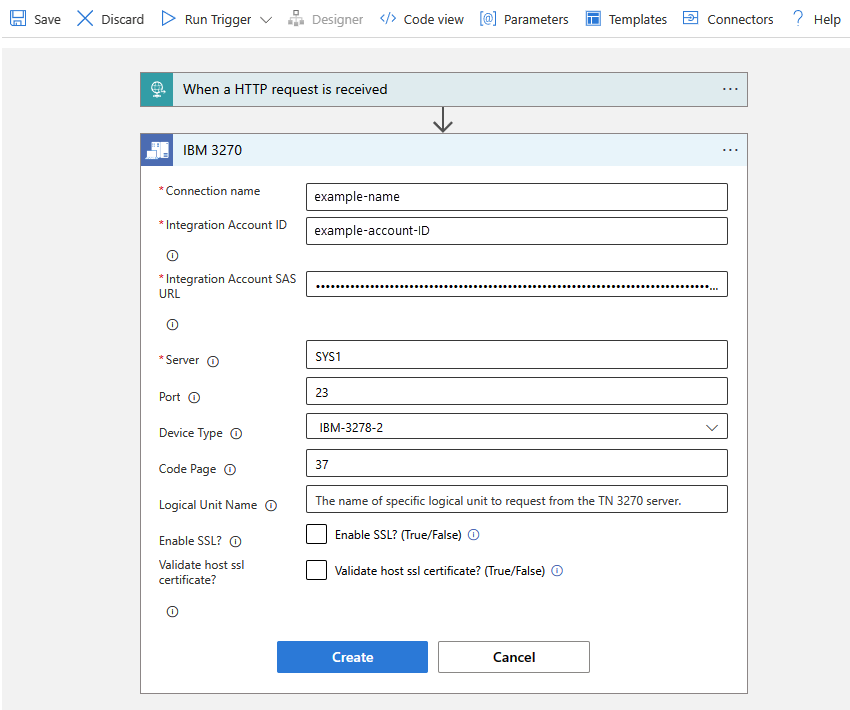 Save Discard Run Trigger Designer Code view Parameters Templates Connectors Help
When a HTTP request is received
IBM 3270
*Connection name example-name
*Integration Account ID example-account-ID
*Integration Account SAS
URL
*Server SYS1
Port 23
Device Type IBM-3278-2
Code Page 37
Logical Unit Name The name of specific logical unit to request from the TN 3270 server.
Enable SSL? Enable SSL? (True/False)
Validate host ssl
certificate? Validate host ssl certificate? (True/False)
Create Cancel